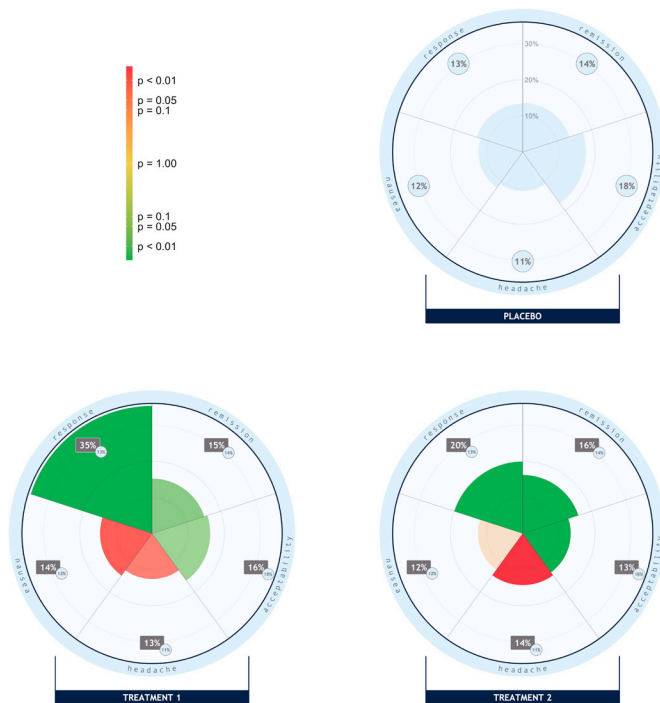 p < 0.01
p = 0.05
p = 0.1
p = 1.00
p = 0.1
p = 0.05
p < 0.01
response
remission
30%
20%
10%
13%
14%
12%
18%
11%
nausea
acceptability
headache
PLACEBO
response
remission
35%
13%
15%
14%
14%
12%
16%
18%
13%
11%
nausea
acceptability
headache
TREATMENT 1
response
remission
20%
13%
16%
14%
12%
12%
13%
18%
14%
11%
nausea
acceptability
headache
TREATMENT 2